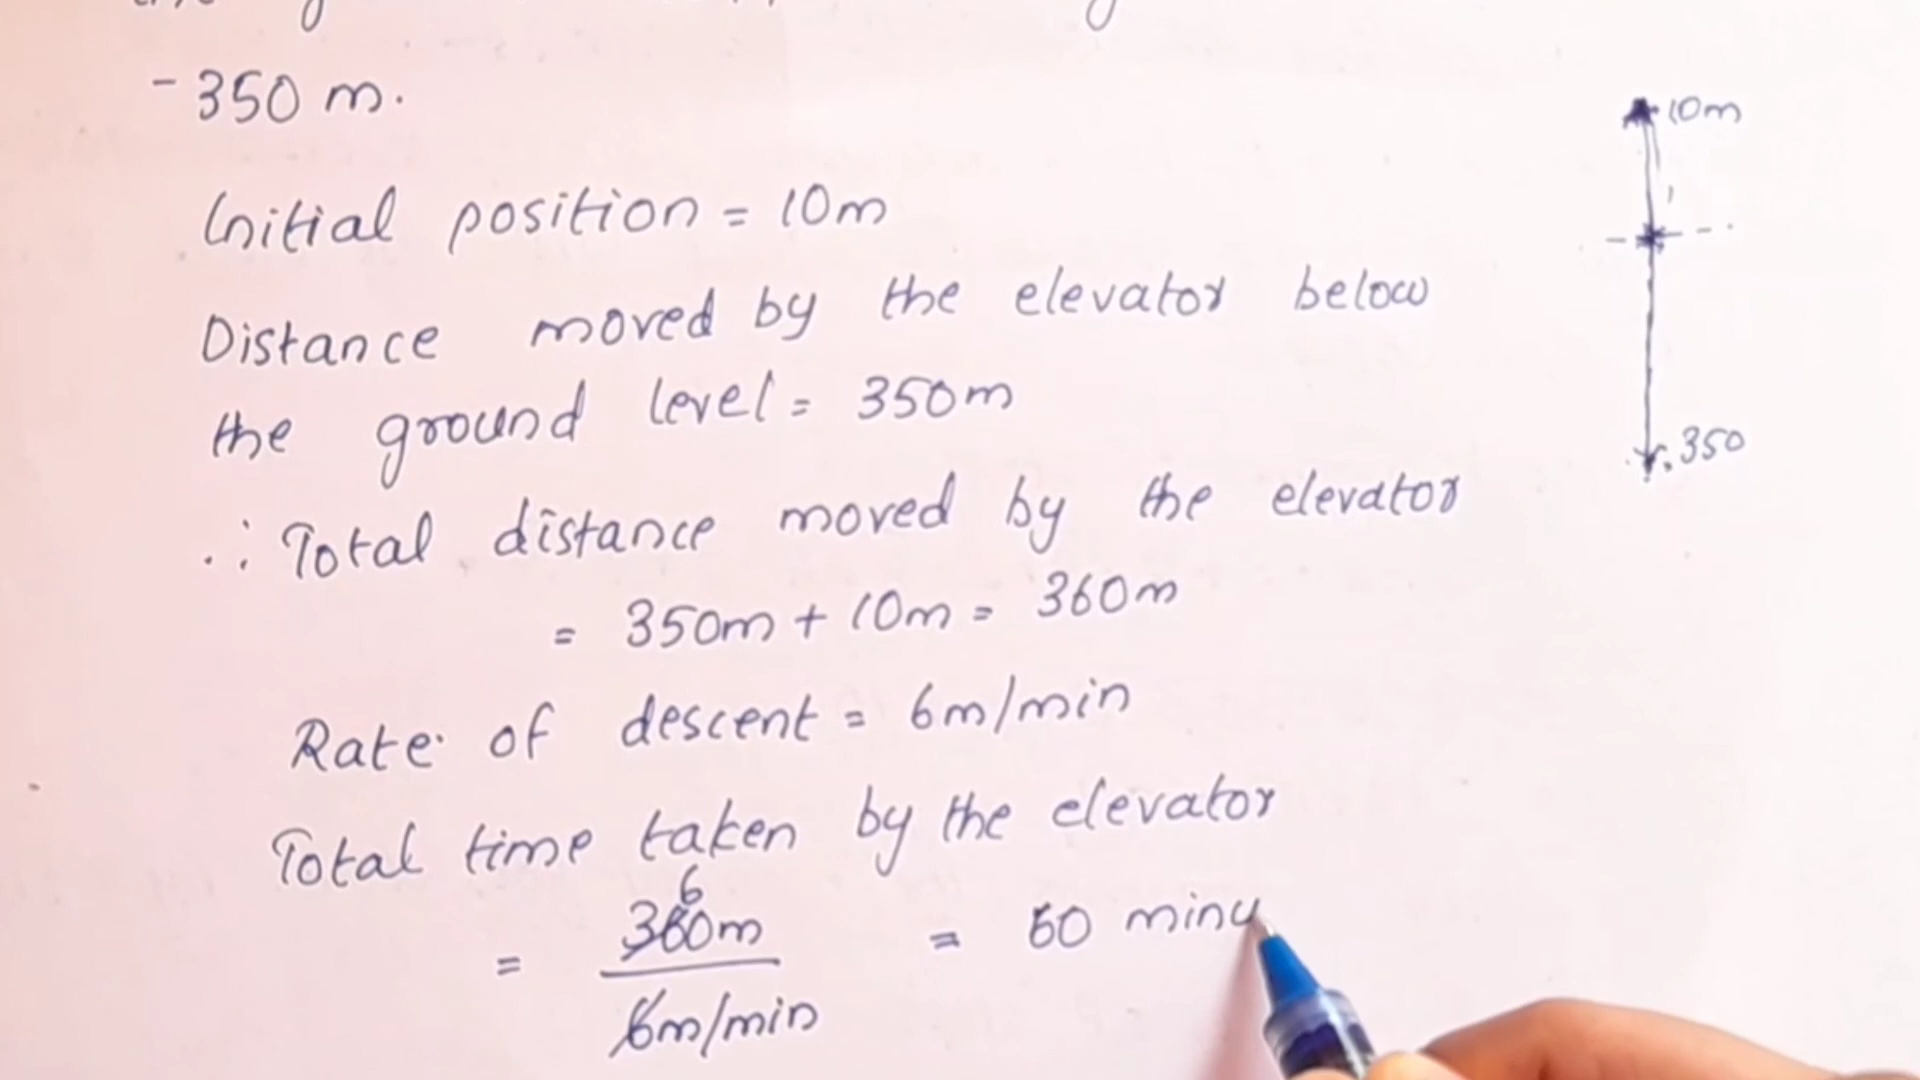 -350 m.
10m
Initial position = 10m
Distance moved by the elevator below
the ground level = 350m
350
∴ Total distance moved by the elevator
= 350m + 10m = 360m
Rate of descent = 6m/min
Total time taken by the elevator
6
= 360m / 6m/min = 60 minu